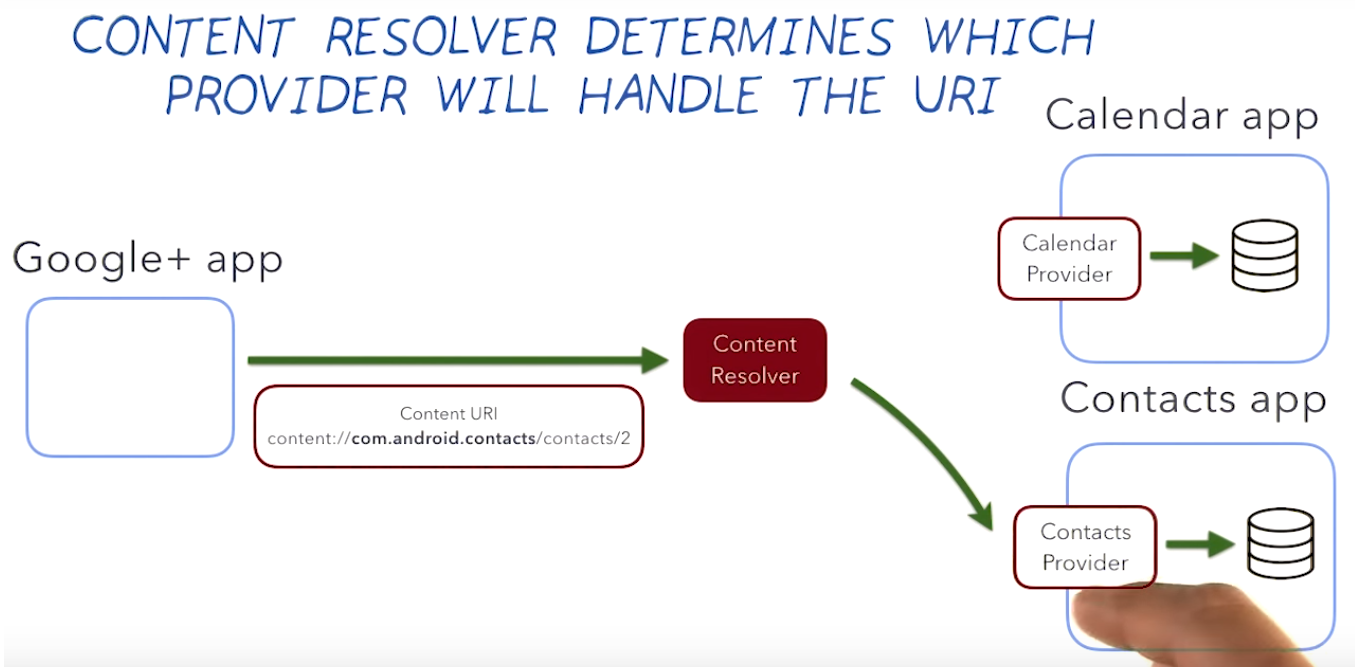 CONTENT RESOLVER DETERMINES WHICH
PROVIDER WILL HANDLE THE URI
Calendar app
Calendar
Provider
Google+ app
Content
Resolver
Content URI
content://com.android.contacts/contacts/2
Contacts app
Contacts
Provider